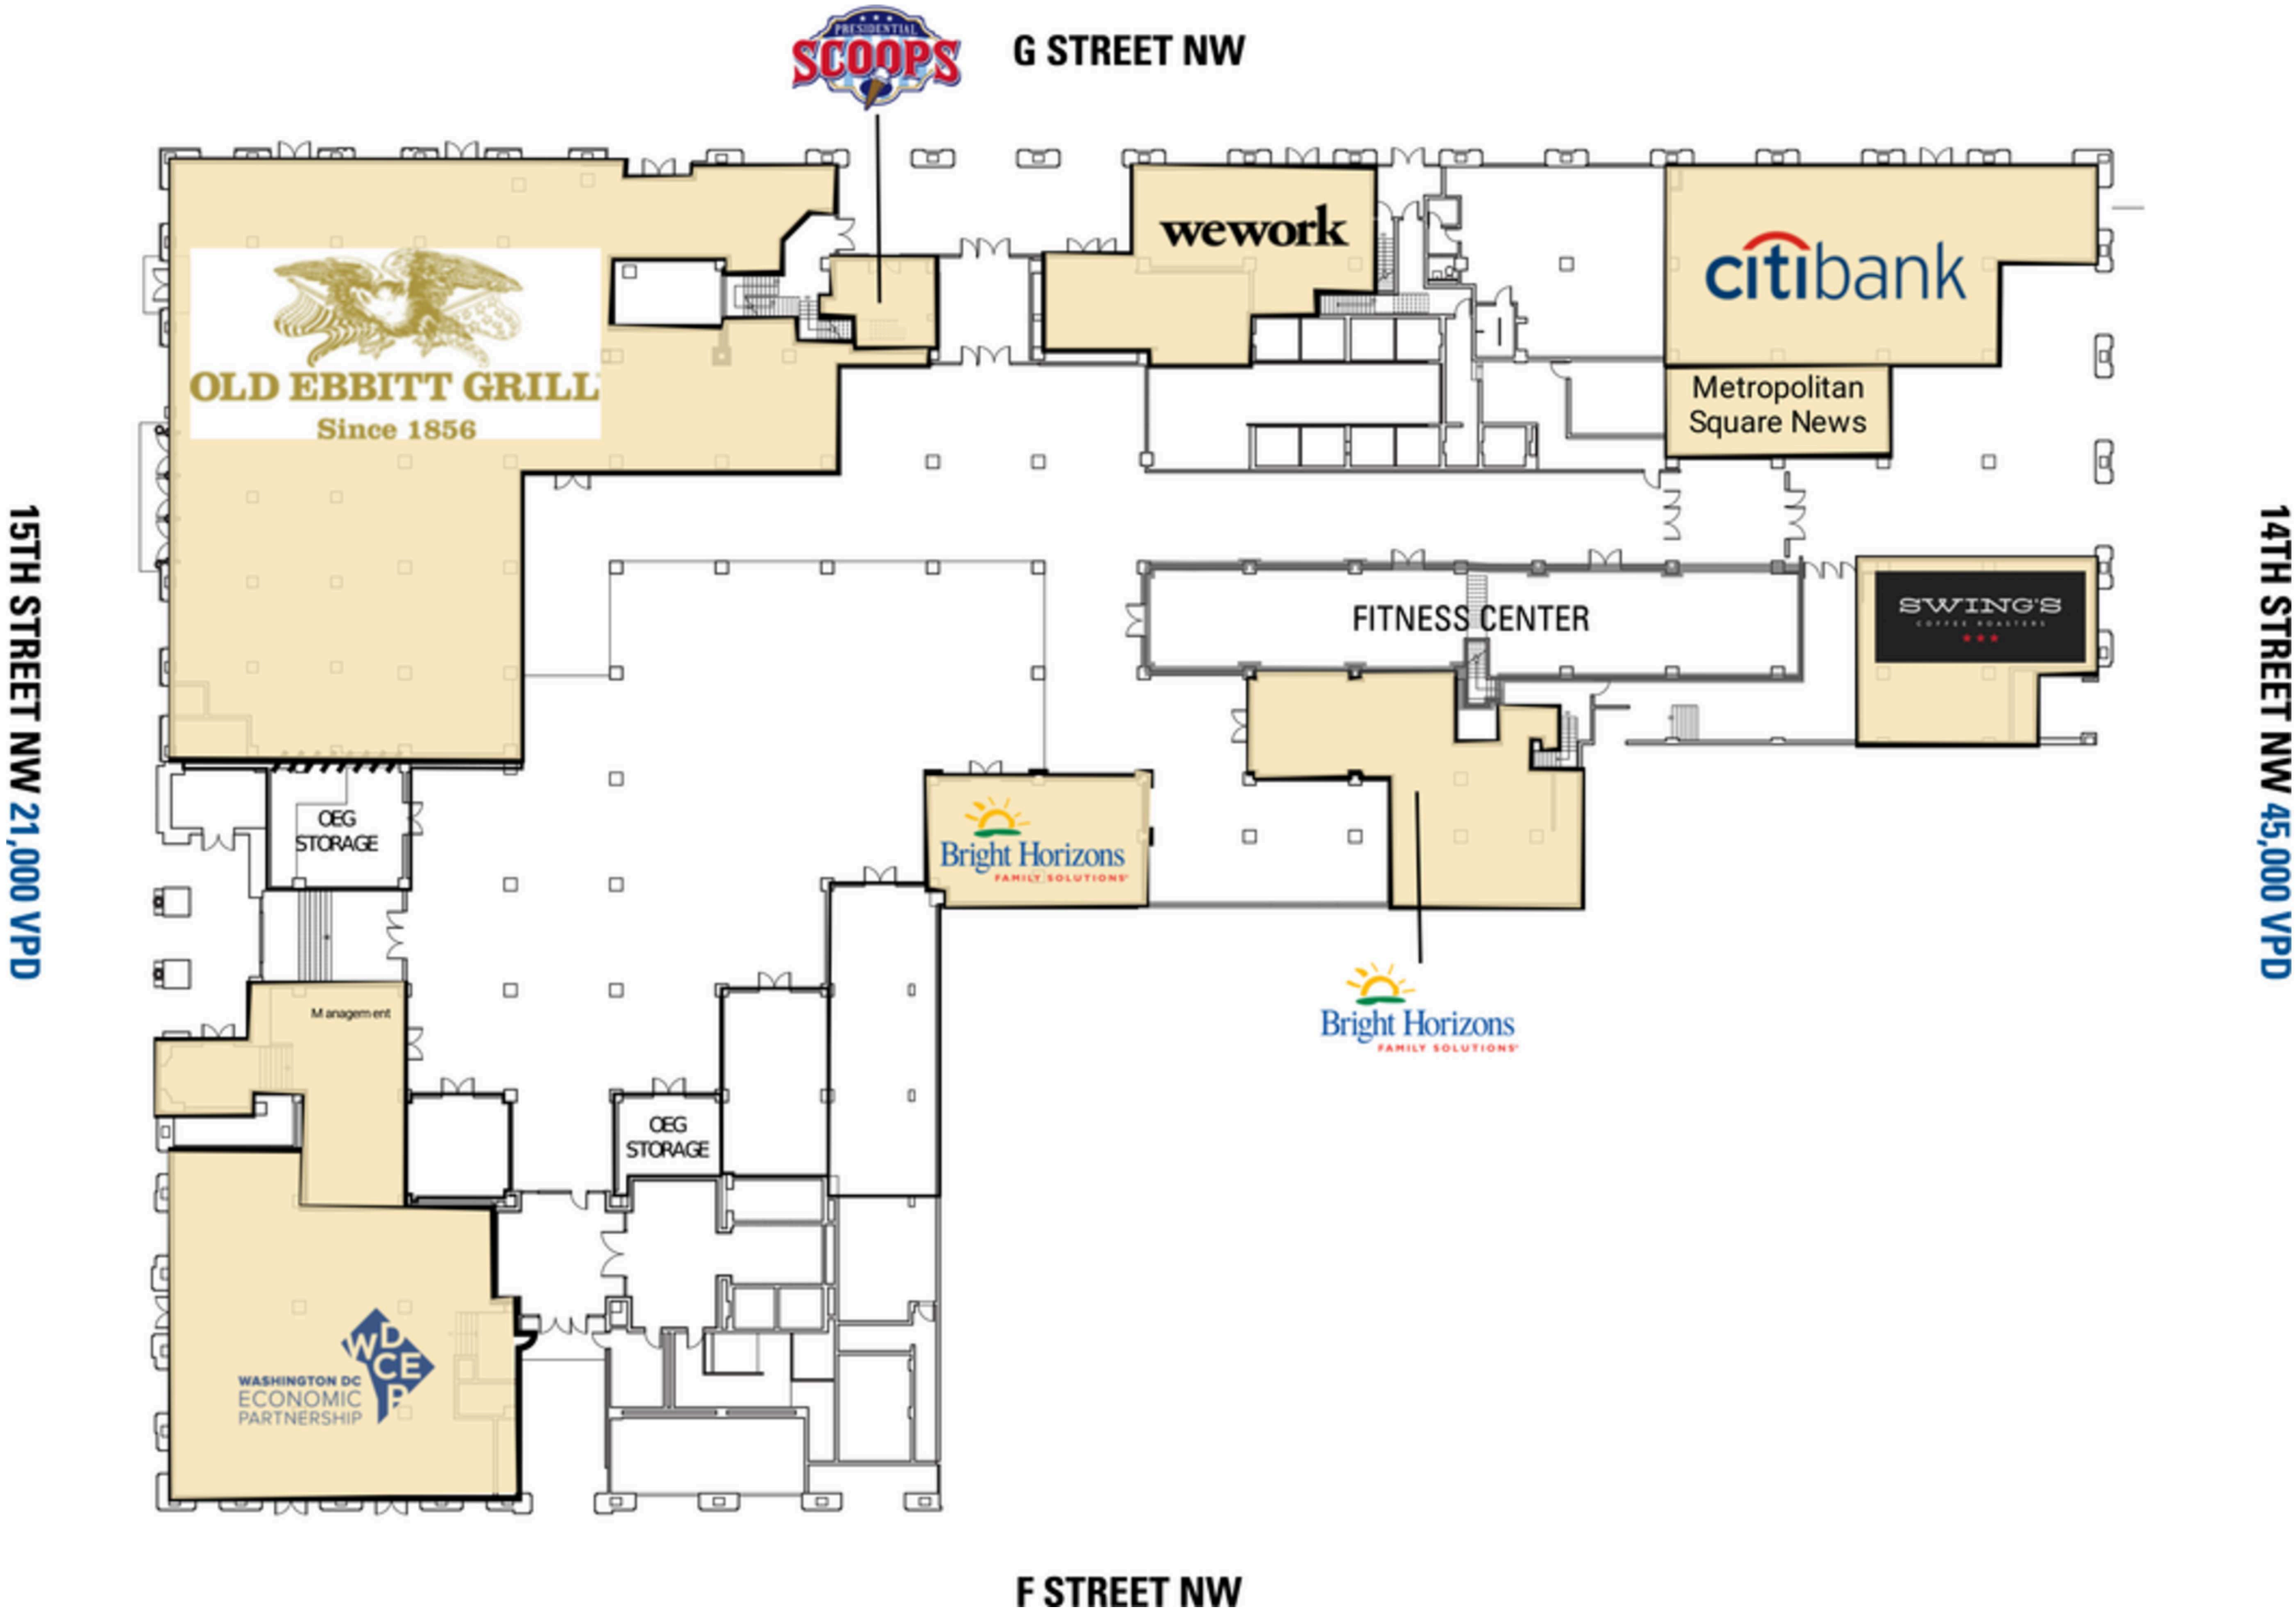 PRESIDENTIAL
SCOOPS
G STREET NW
wework
citibank
OLD EBBITT GRILL
Since 1856
Metropolitan
Square News
15TH STREET NW 21,000 VPD
14TH STREET NW 45,000 VPD
FITNESS CENTER
SWING'S
COFFEE ROASTERS
OEG
STORAGE
Bright Horizons
FAMILY SOLUTIONS
Management
Bright Horizons
FAMILY SOLUTIONS
OEG
STORAGE
WDCEP
WASHINGTON DC
ECONOMIC
PARTNERSHIP
F STREET NW